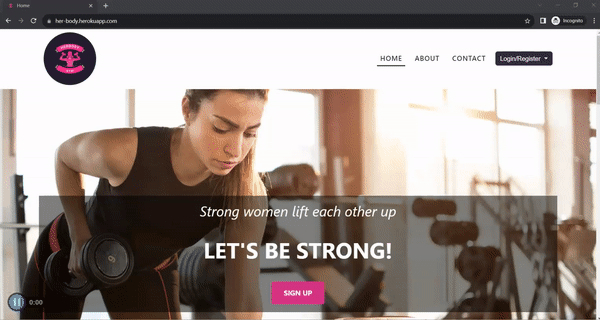 Home
her-body.herokuapp.com
Incognito
HOME
ABOUT
CONTACT
Login/Register
Strong women lift each other up
LET'S BE STRONG!
SIGN UP
0:00